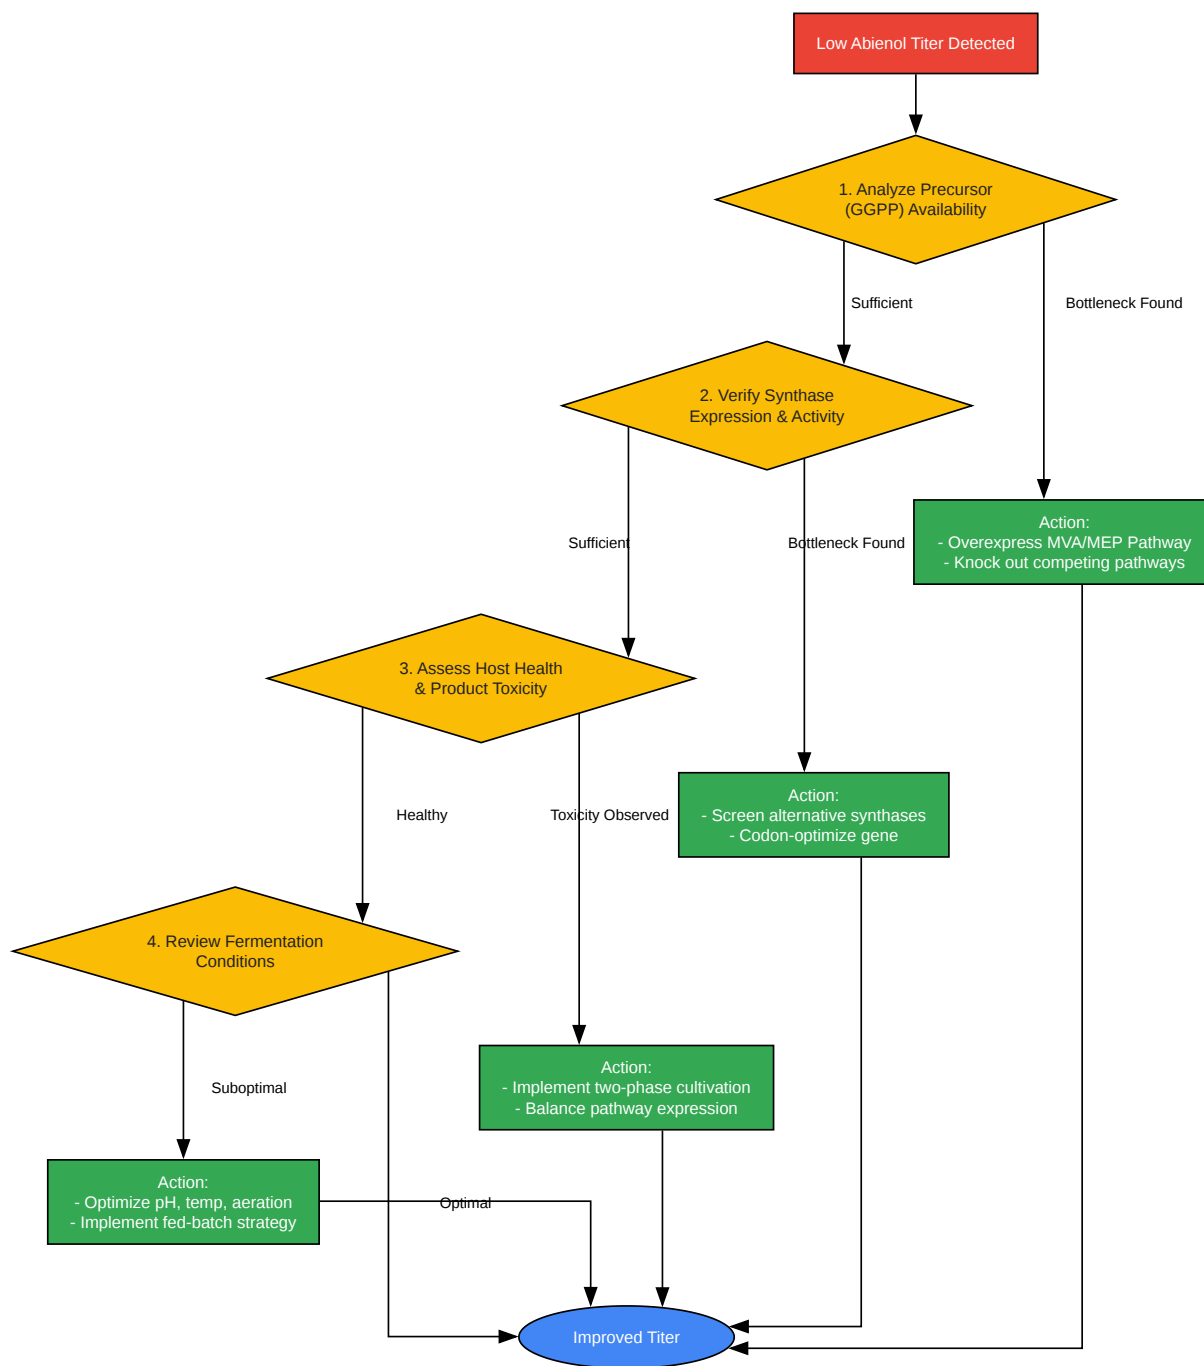 Low Abienol Titer Detected
1. Analyze Precursor
(GGPP) Availability
Sufficient
Bottleneck Found
2. Verify Synthase
Expression & Activity
Sufficient
Bottleneck Found
Action:
- Overexpress MVA/MEP Pathway
- Knock out competing pathways
3. Assess Host Health
& Product Toxicity
Healthy
Toxicity Observed
Action:
- Screen alternative synthases
- Codon-optimize gene
4. Review Fermentation
Conditions
Suboptimal
Action:
- Implement two-phase cultivation
- Balance pathway expression
Action:
- Optimize pH, temp, aeration
- Implement fed-batch strategy
Optimal
Improved Titer